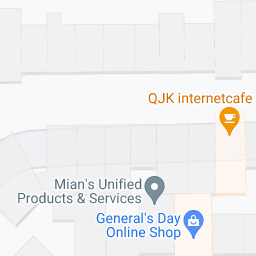 QJK internetcafe
Mian's Unified
Products & Services
General's Day
Online Shop